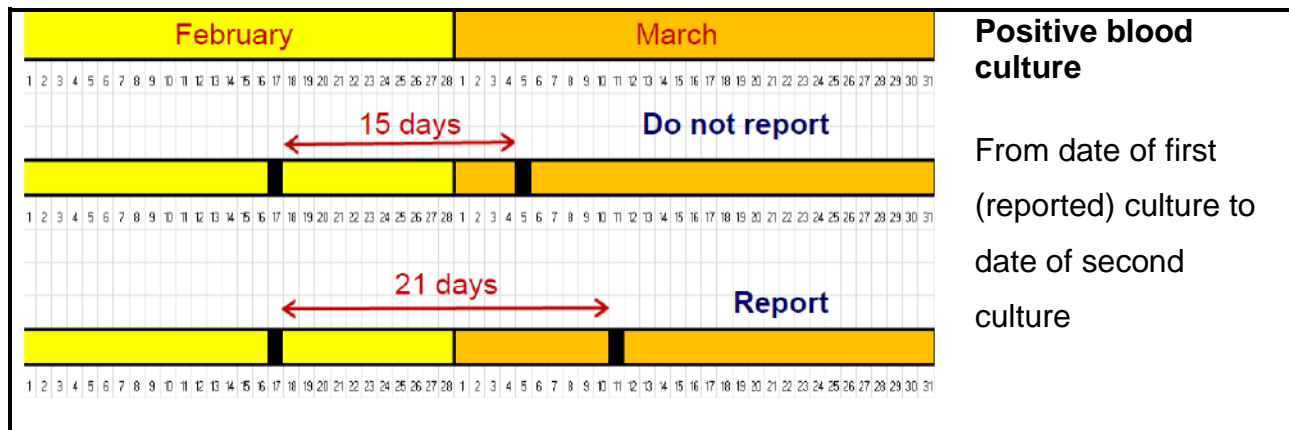 February March
1 2 3 4 5 6 7 8 9 10 11 12 13 14 15 16 17 18 19 20 21 22 23 24 25 26 27 28 1 2 3 4 5 6 7 8 9 10 11 12 13 14 15 16 17 18 19 20 21 22 23 24 25 26 27 28 29 30 31
15 days Do not report
1 2 3 4 5 6 7 8 9 10 11 12 13 14 15 16 17 18 19 20 21 22 23 24 25 26 27 28 1 2 3 4 5 6 7 8 9 10 11 12 13 14 15 16 17 18 19 20 21 22 23 24 25 26 27 28 29 30 31
21 days Report
1 2 3 4 5 6 7 8 9 10 11 12 13 14 15 16 17 18 19 20 21 22 23 24 25 26 27 28 1 2 3 4 5 6 7 8 9 10 11 12 13 14 15 16 17 18 19 20 21 22 23 24 25 26 27 28 29 30 31
Positive blood
culture
From date of first
(reported) culture to
date of second
culture